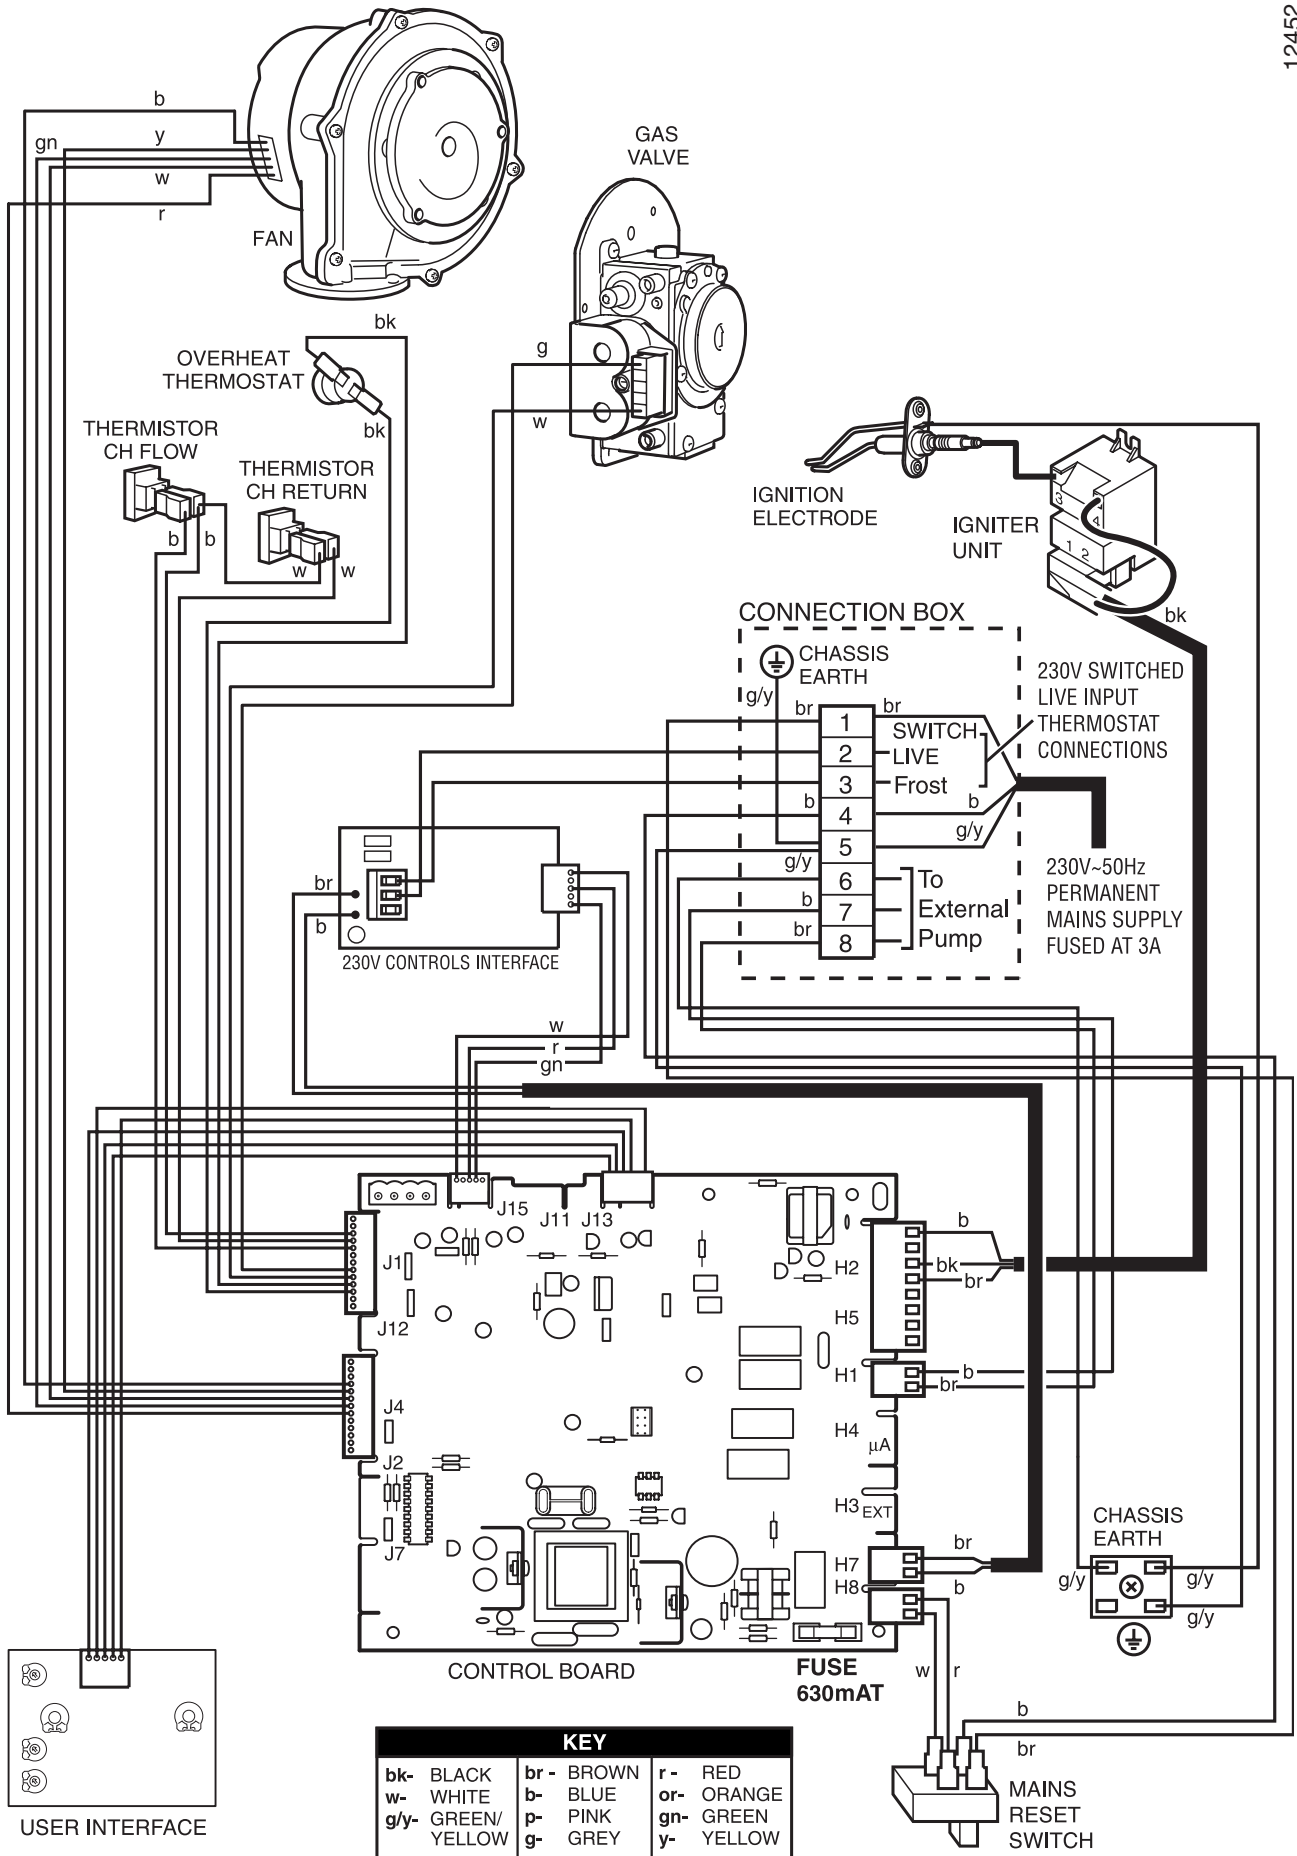 12452
b
gn
y
w
r
FAN
GAS
VALVE
bk
OVERHEAT
THERMOSTAT
g
w
bk
THERMISTOR
CH FLOW
THERMISTOR
CH RETURN
b
b
w
w
IGNITION
ELECTRODE
IGNITER
UNIT
3
4
1 2
bk
CONNECTION BOX
CHASSIS
EARTH
g/y
230V SWITCHED
LIVE INPUT
THERMOSTAT
CONNECTIONS
br
1
br
SWITCH
2
LIVE
3
Frost
b
4
b
5
g/y
g/y
6
To
b
7
External
br
8
Pump
230V~50Hz
PERMANENT
MAINS SUPPLY
FUSED AT 3A
br
b
230V CONTROLS INTERFACE
w
r
gn
J15
J11
J13
J1
J12
J4
J2
J7
H2
H5
H1
H4
µA
H3
EXT
H7
H8
b
bk
br
b
br
br
b
CHASSIS
EARTH
g/y
g/y
g/y
CONTROL BOARD
FUSE
630mAT
w
r
b
br
MAINS
RESET
SWITCH
USER INTERFACE
KEY
bk- BLACK
w- WHITE
g/y- GREEN/
YELLOW
br - BROWN
b- BLUE
p- PINK
g- GREY
r - RED
or- ORANGE
gn- GREEN
y- YELLOW